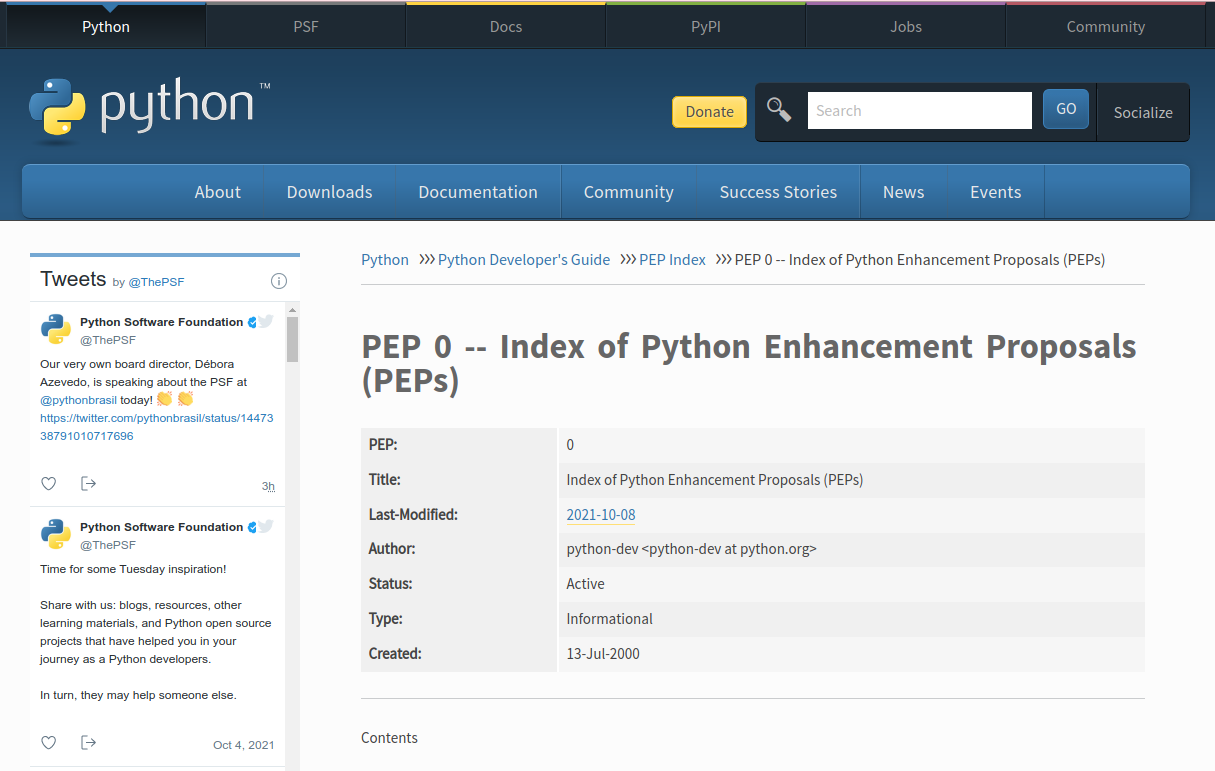 Python PSF Docs PyPI Jobs Community
python™
Donate Search GO Socialize
About Downloads Documentation Community Success Stories News Events
Tweets by @ThePSF
Python Software Foundation
@ThePSF
Our very own board director, Débora
Azevedo, is speaking about the PSF at
@pythonbrasil today! 👏 👏
https://twitter.com/pythonbrasil/status/14473
38791010717696
3h
Python Software Foundation
@ThePSF
Time for some Tuesday inspiration!
Share with us: blogs, resources, other
learning materials, and Python open source
projects that have helped you in your
journey as a Python developers.
In turn, they may help someone else.
Oct 4, 2021
Python >>> Python Developer's Guide >>> PEP Index >>> PEP 0 -- Index of Python Enhancement Proposals (PEPs)
PEP 0 -- Index of Python Enhancement Proposals
(PEPs)
PEP: 0
Title: Index of Python Enhancement Proposals (PEPs)
Last-Modified: 2021-10-08
Author: python-dev <python-dev at python.org>
Status: Active
Type: Informational
Created: 13-Jul-2000
Contents